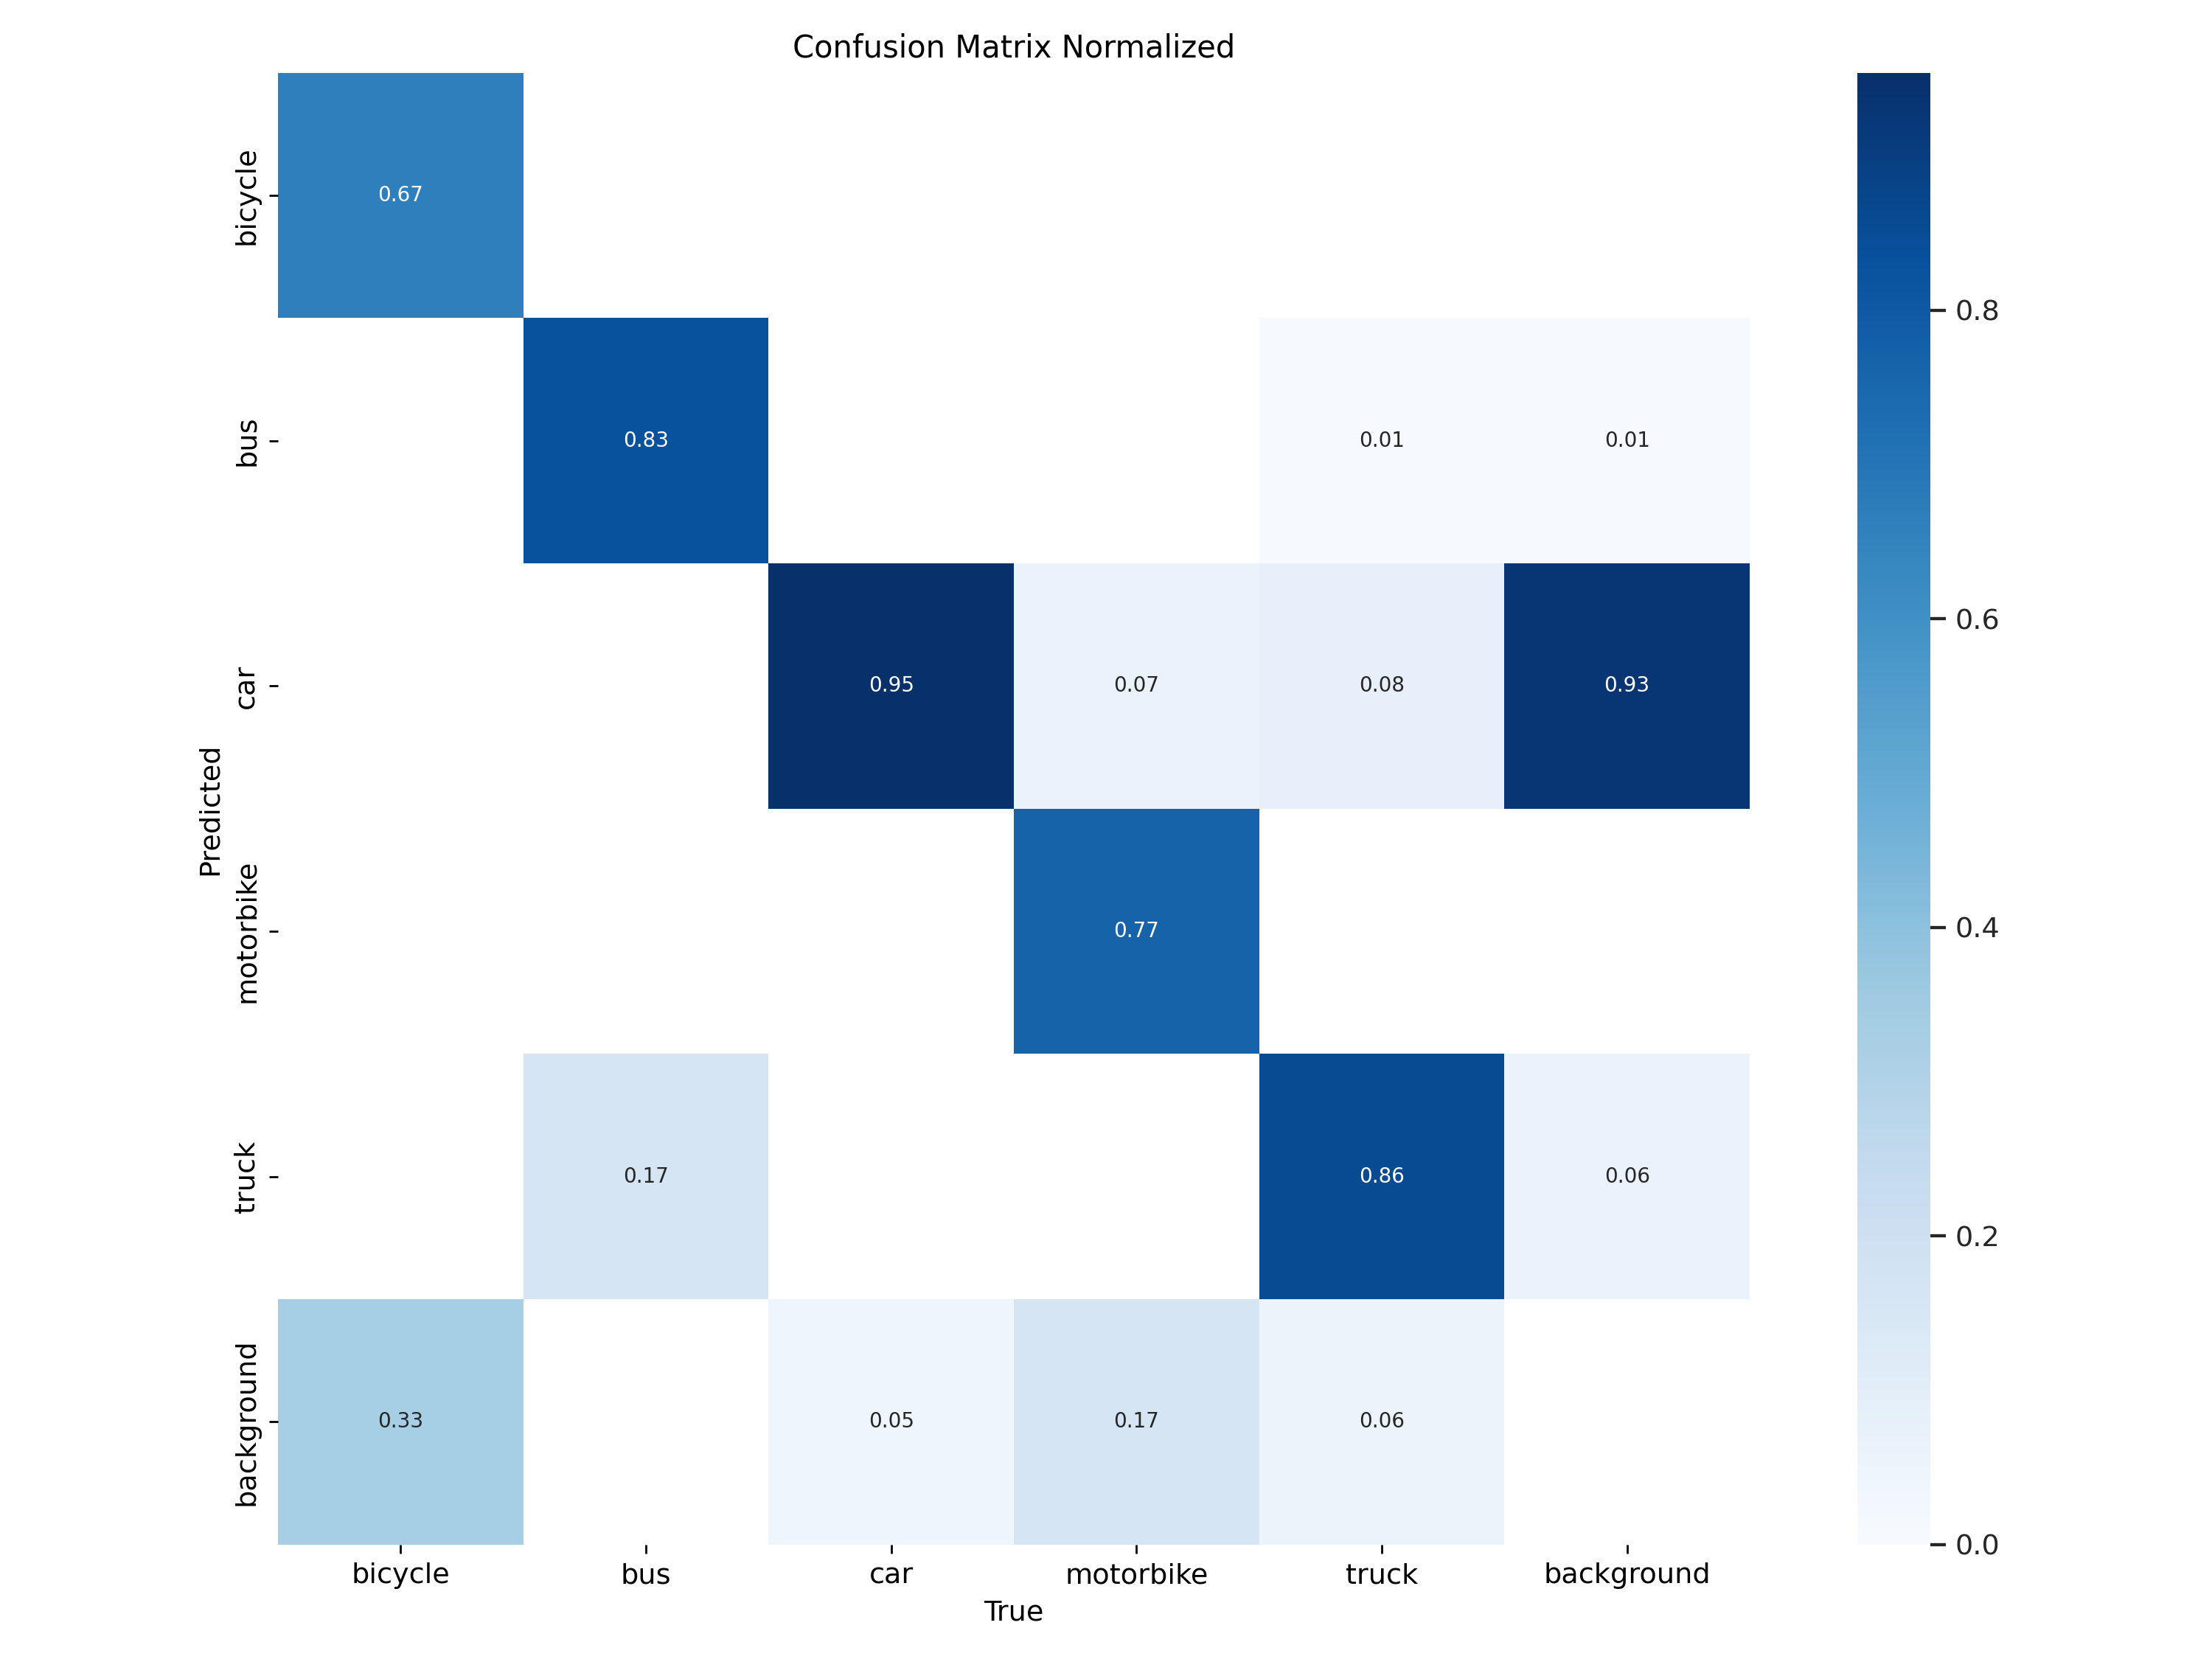 Confusion Matrix Normalized
bicycle
0.67
bus
0.83
0.01
0.01
car
0.95
0.07
0.08
0.93
motorbike
0.77
truck
0.17
0.86
0.06
background
0.33
0.05
0.17
0.06
Predicted
bicycle
bus
car
motorbike
truck
background
True
0.8
0.6
0.4
0.2
0.0